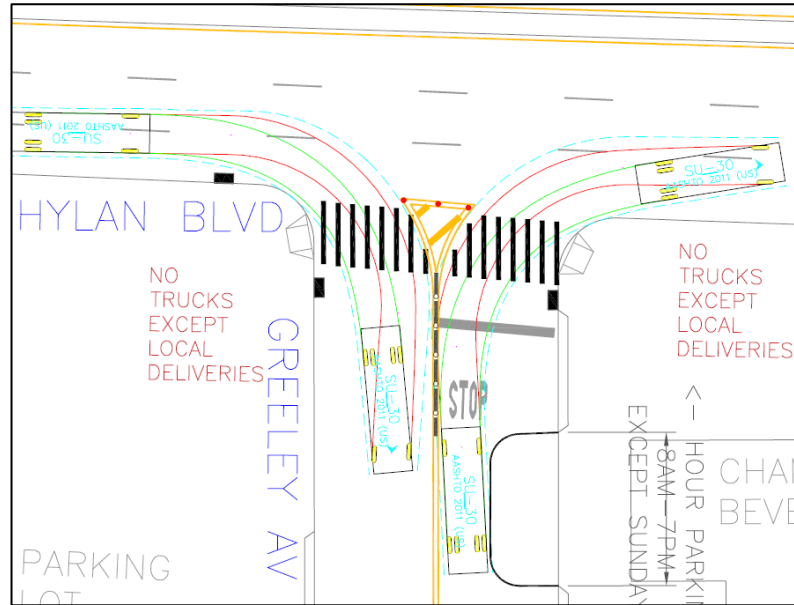 SU-30
AASHTO 2011 (US)
SU-30
AASHTO 2011 (US)
HYLAN BLVD
NO
TRUCKS
EXCEPT
LOCAL
DELIVERIES
NO
TRUCKS
EXCEPT
LOCAL
DELIVERIES
GREELEY AV
SU-30
AASHTO 2011 (US)
STOP
SU-30
AASHTO 2011 (US)
<- HOUR PARKIN
8AM-7PM
EXCEPT SUNDAY
CHAN
BEVE
PARKING
LOT